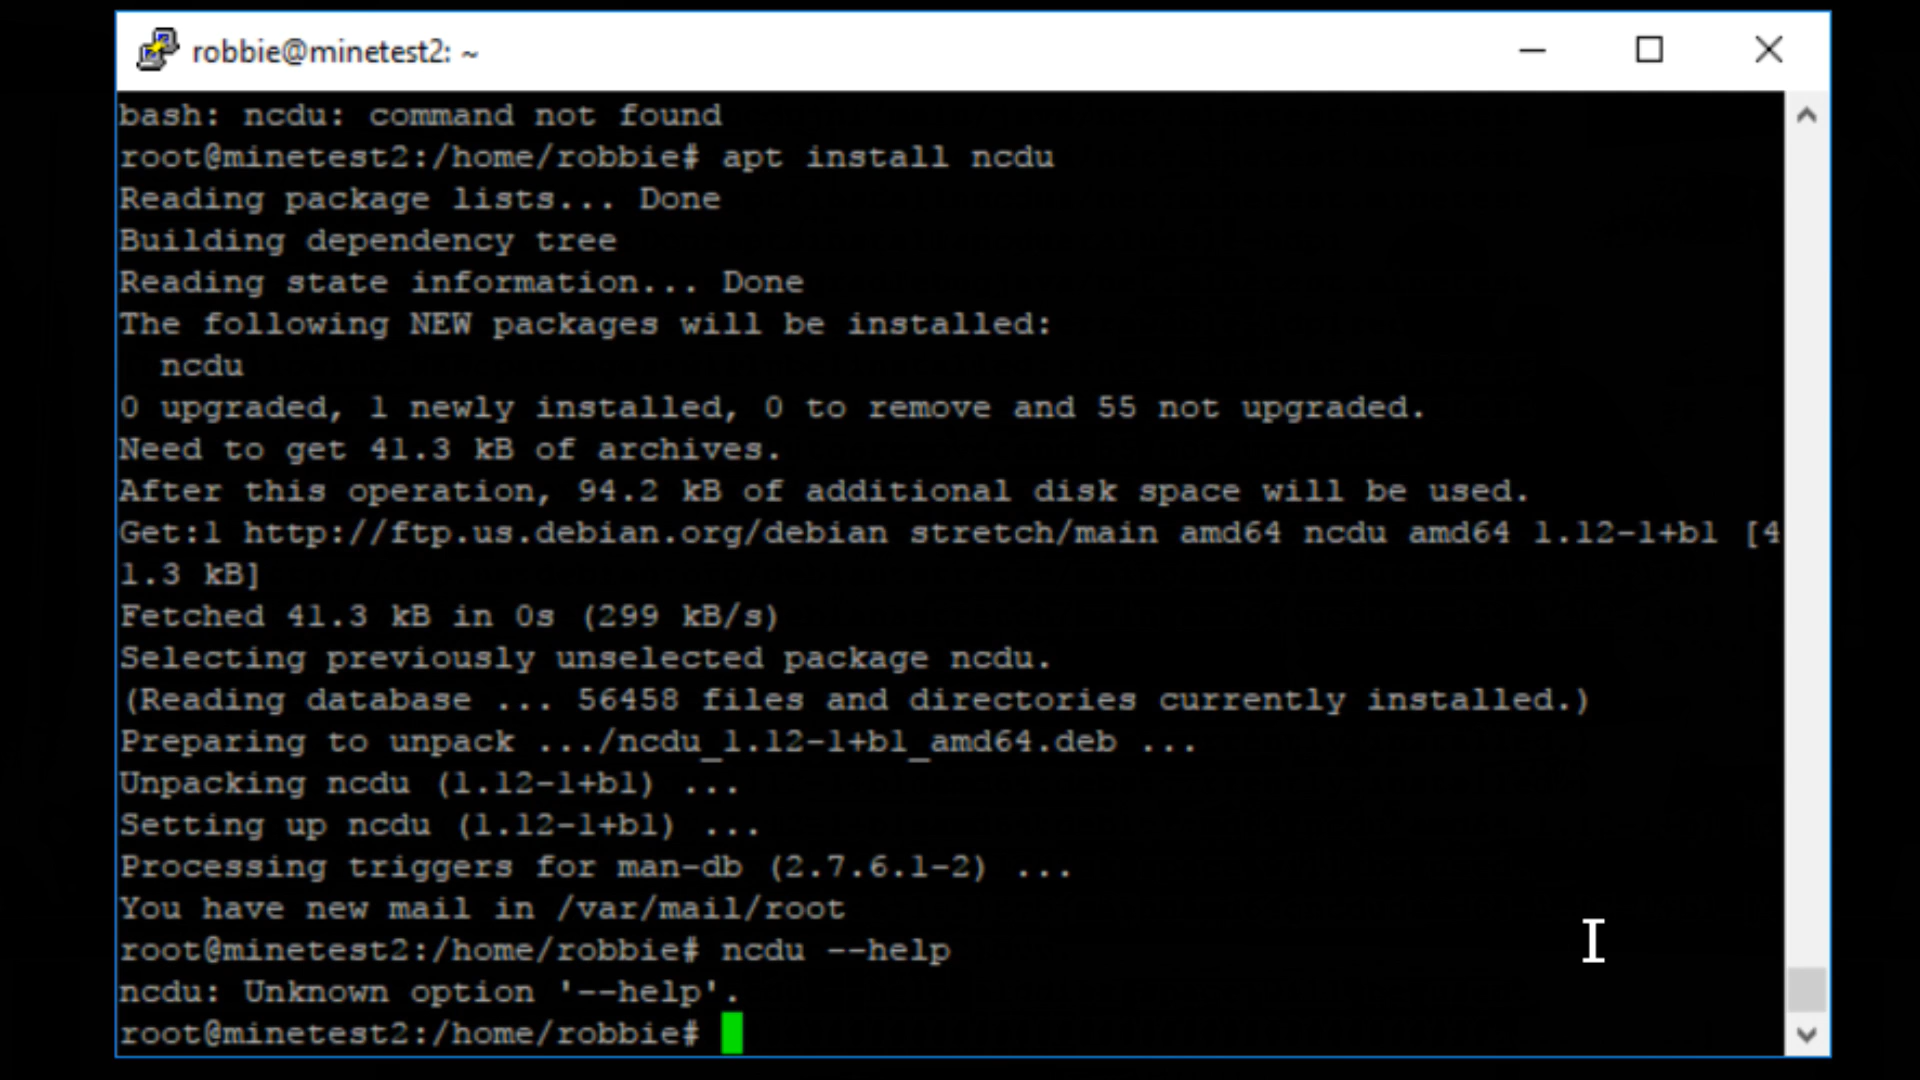 robbie@minetest2: ~
bash: ncdu: command not found
root@minetest2:/home/robbie# apt install ncdu
Reading package lists... Done
Building dependency tree
Reading state information... Done
The following NEW packages will be installed:
  ncdu
0 upgraded, 1 newly installed, 0 to remove and 55 not upgraded.
Need to get 41.3 kB of archives.
After this operation, 94.2 kB of additional disk space will be used.
Get:1 http://ftp.us.debian.org/debian stretch/main amd64 ncdu amd64 1.12-1+b1 [4
1.3 kB]
Fetched 41.3 kB in 0s (299 kB/s)
Selecting previously unselected package ncdu.
(Reading database ... 56458 files and directories currently installed.)
Preparing to unpack .../ncdu_1.12-1+b1_amd64.deb ...
Unpacking ncdu (1.12-1+b1) ...
Setting up ncdu (1.12-1+b1) ...
Processing triggers for man-db (2.7.6.1-2) ...
You have new mail in /var/mail/root
root@minetest2:/home/robbie# ncdu --help
ncdu: Unknown option '--help'.
root@minetest2:/home/robbie#